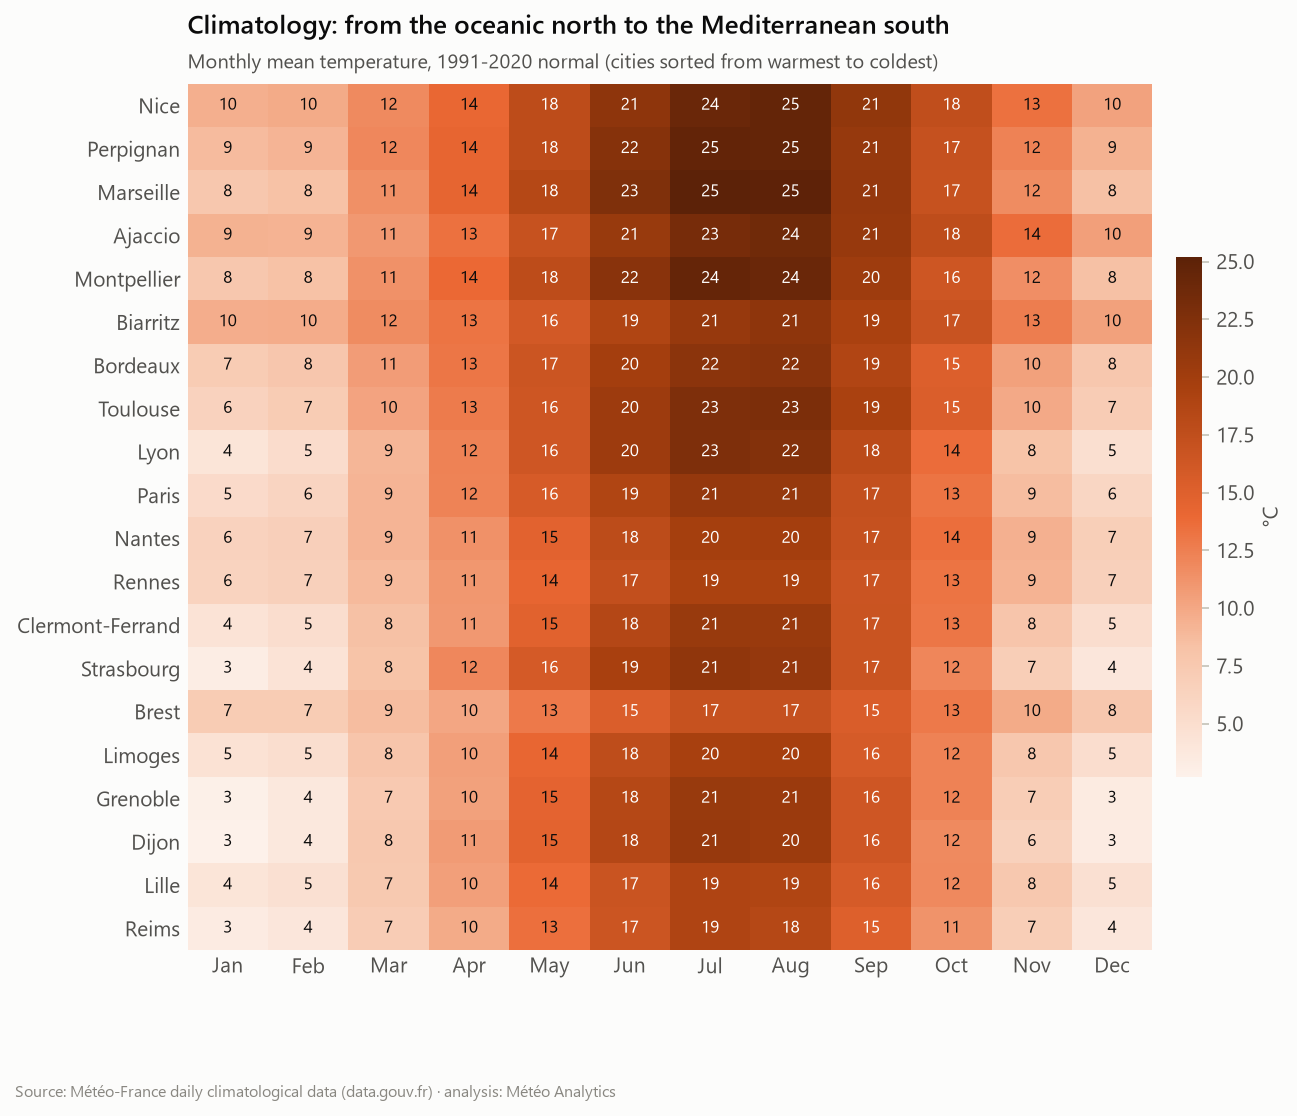 Climatology: from the oceanic north to the Mediterranean south
Monthly mean temperature, 1991-2020 normal (cities sorted from warmest to coldest)
Nice 10 10 12 14 18 21 24 25 21 18 13 10
Perpignan 9 9 12 14 18 22 25 25 21 17 12 9
Marseille 8 8 11 14 18 23 25 25 21 17 12 8
Ajaccio 9 9 11 13 17 21 23 24 21 18 14 10
Montpellier 8 8 11 14 18 22 24 24 20 16 12 8
Biarritz 10 10 12 13 16 19 21 21 19 17 13 10
Bordeaux 7 8 11 13 17 20 22 22 19 15 10 8
Toulouse 6 7 10 13 16 20 23 23 19 15 10 7
Lyon 4 5 9 12 16 20 23 22 18 14 8 5
Paris 5 6 9 12 16 19 21 21 17 13 9 6
Nantes 6 7 9 11 15 18 20 20 17 14 9 7
Rennes 6 7 9 11 14 17 19 19 17 13 9 7
Clermont-Ferrand 4 5 8 11 15 18 21 21 17 13 8 5
Strasbourg 3 4 8 12 16 19 21 21 17 12 7 4
Brest 7 7 9 10 13 15 17 17 15 13 10 8
Limoges 5 5 8 10 14 18 20 20 16 12 8 5
Grenoble 3 4 7 10 15 18 21 21 16 12 7 3
Dijon 3 4 8 11 15 18 21 20 16 12 6 3
Lille 4 5 7 10 14 17 19 19 16 12 8 5
Reims 3 4 7 10 13 17 19 18 15 11 7 4
Jan Feb Mar Apr May Jun Jul Aug Sep Oct Nov Dec
25.0
22.5
20.0
17.5
15.0
12.5
10.0
7.5
5.0
°C
Source: Météo-France daily climatological data (data.gouv.fr) · analysis: Météo Analytics